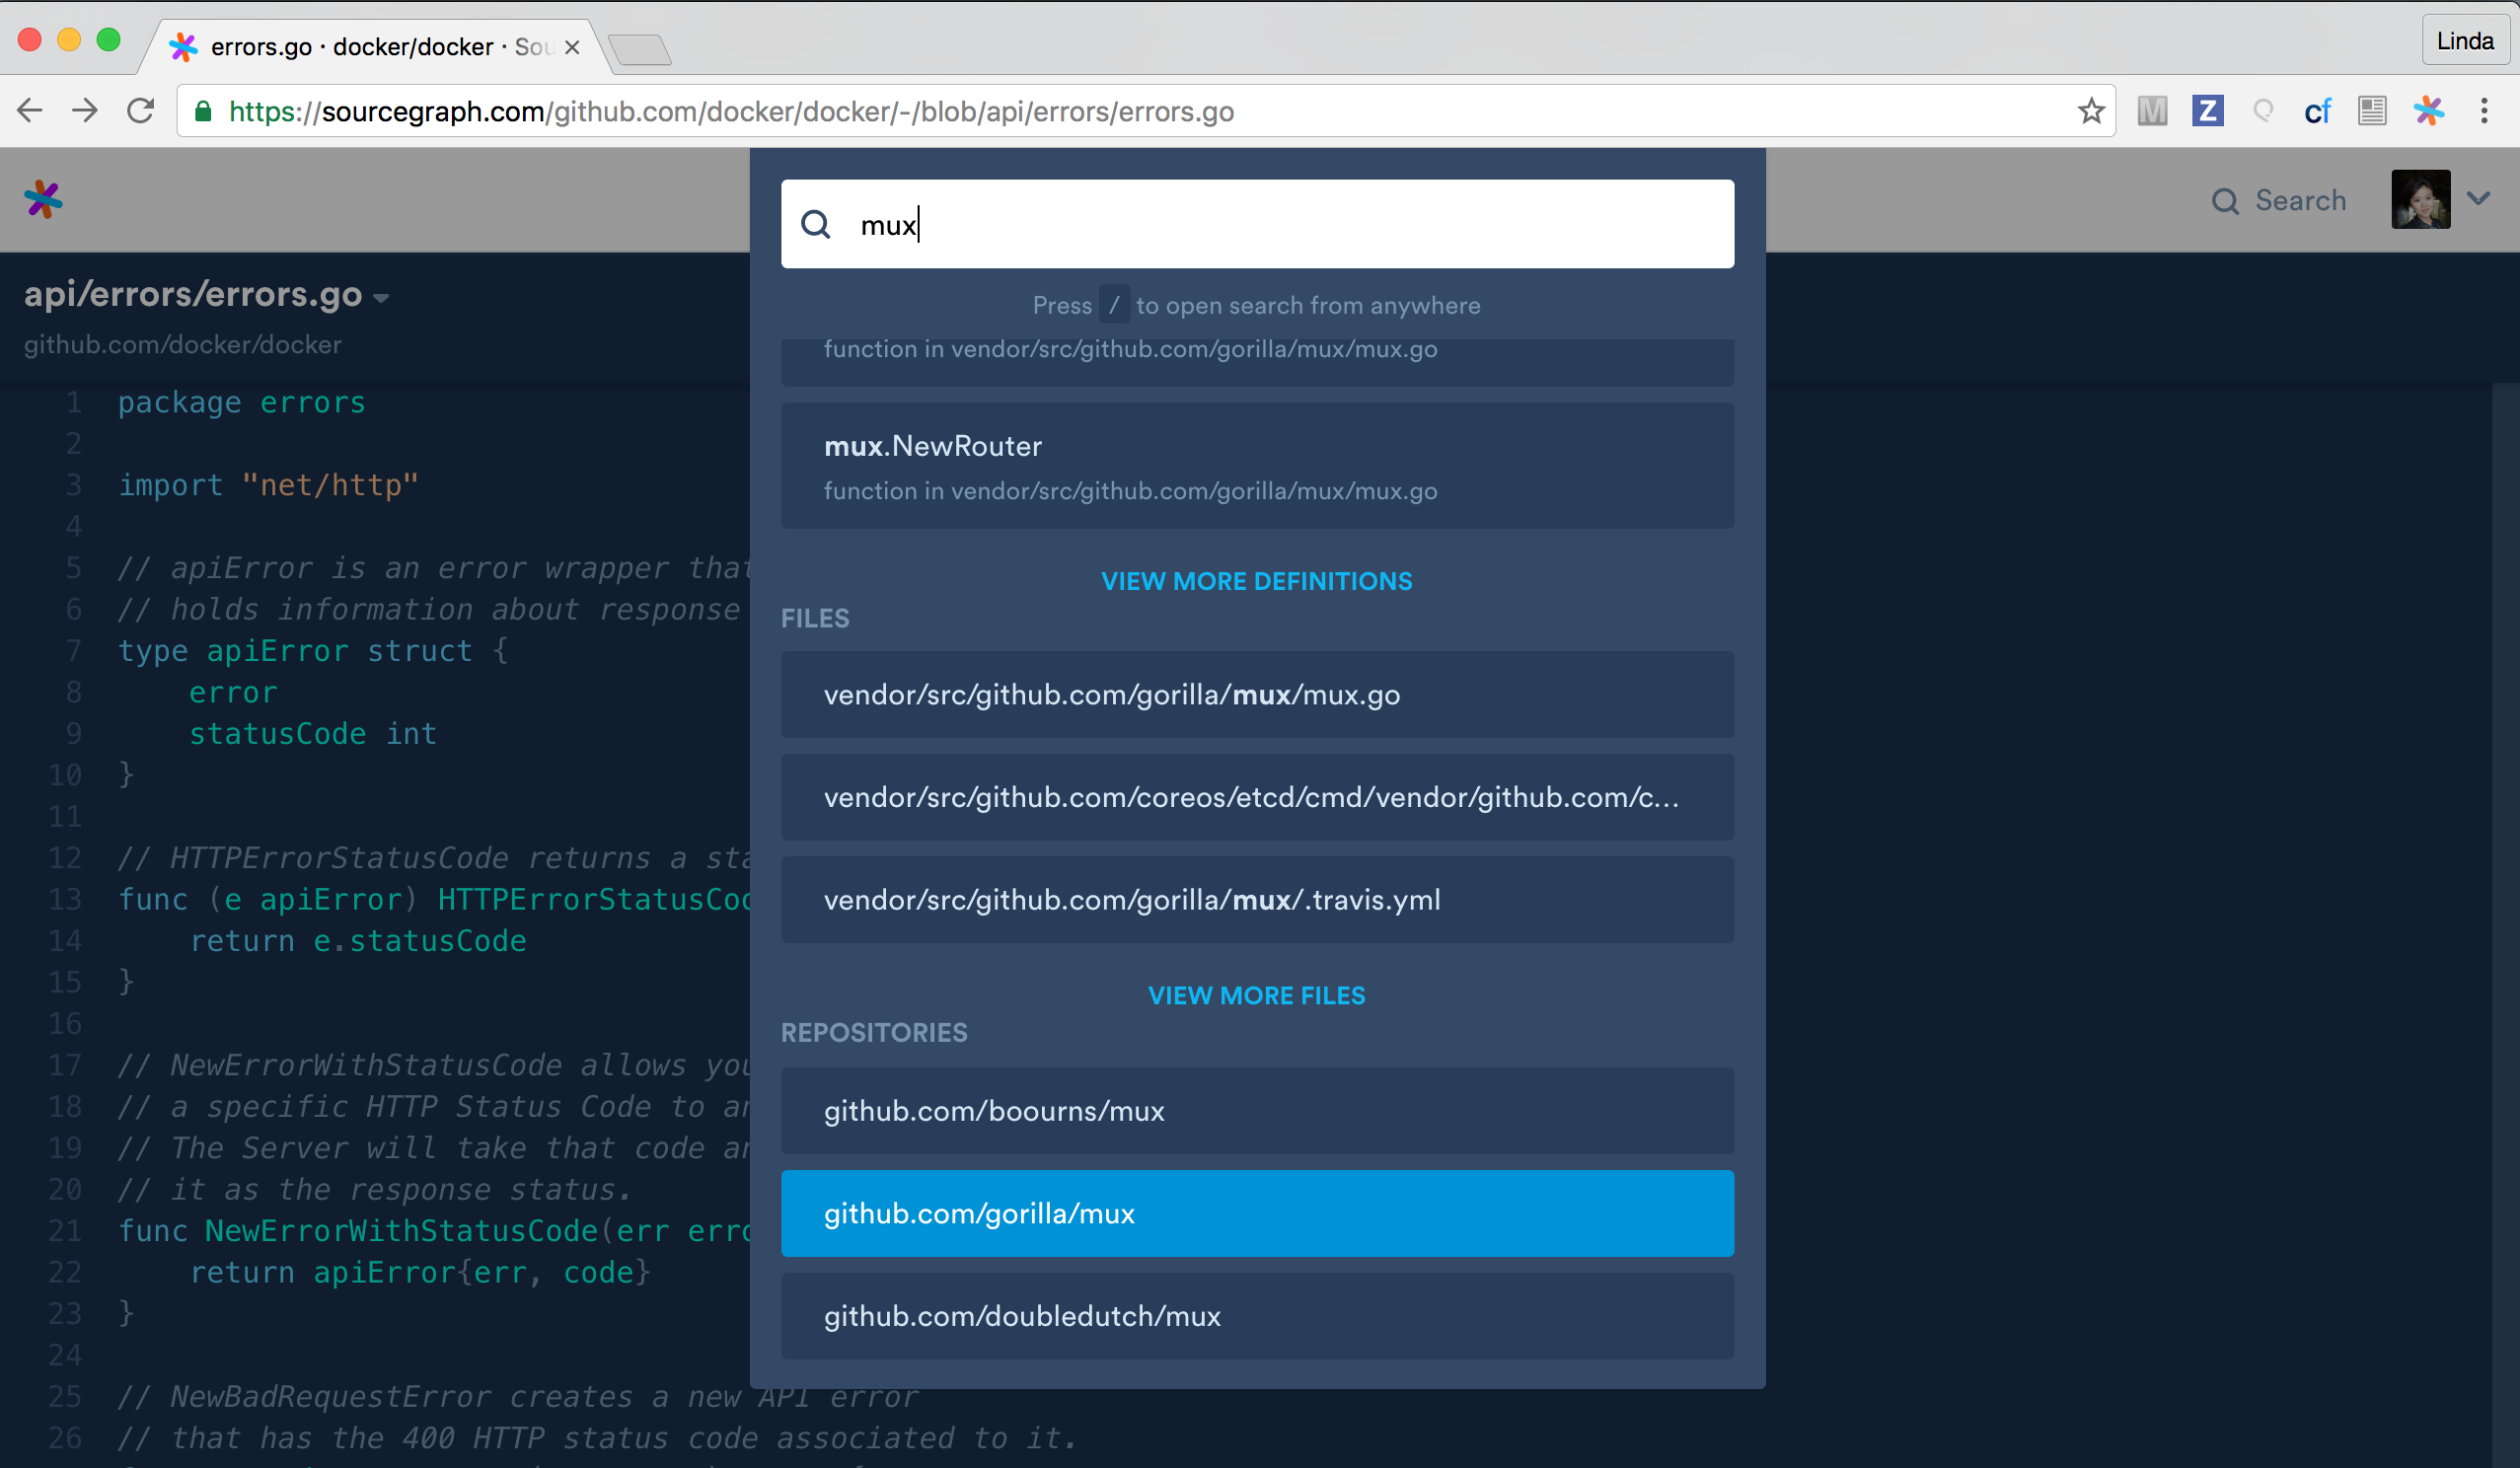 errors.go · docker/docker · Sou
Linda
https://sourcegraph.com/github.com/docker/docker/-/blob/api/errors/errors.go
M
Z
cf
mux
Search
Press / to open search from anywhere
api/errors/errors.go
github.com/docker/docker
function in vendor/src/github.com/gorilla/mux/mux.go
mux.NewRouter
function in vendor/src/github.com/gorilla/mux/mux.go
VIEW MORE DEFINITIONS
FILES
vendor/src/github.com/gorilla/mux/mux.go
vendor/src/github.com/coreos/etcd/cmd/vendor/github.com/c...
vendor/src/github.com/gorilla/mux/.travis.yml
VIEW MORE FILES
REPOSITORIES
github.com/boourns/mux
github.com/gorilla/mux
github.com/doubledutch/mux
1 package errors
2
3 import "net/http"
4
5 // apiError is an error wrapper that
6 // holds information about response
7 type apiError struct {
8 error
9 statusCode int
10 }
11
12 // HTTPErrorStatusCode returns a sta
13 func (e apiError) HTTPErrorStatusCod
14 return e.statusCode
15 }
16
17 // NewErrorWithStatusCode allows you
18 // a specific HTTP Status Code to an
19 // The Server will take that code an
20 // it as the response status.
21 func NewErrorWithStatusCode(err erro
22 return apiError{err, code}
23 }
24
25 // NewBadRequestError creates a new API error
26 // that has the 400 HTTP status code associated to it.